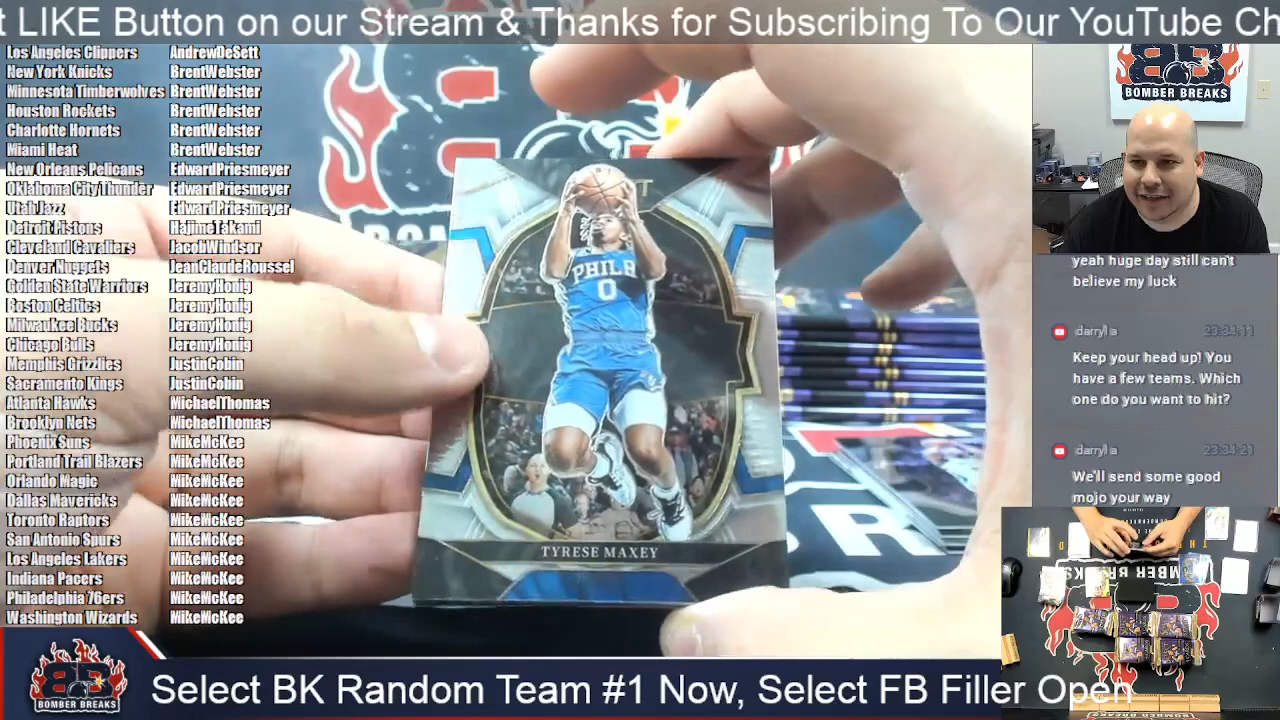 t LIKE Button on our Stream & Thanks for Subscribing To Our YouTube Ch
Los Angeles Clippers AndrewDeSett
New York Knicks BrentWebster
Minnesota Timberwolves BrentWebster
Houston Rockets BrentWebster
Charlotte Hornets BrentWebster
Miami Heat BrentWebster
New Orleans Pelicans EdwardPriesmeyer
Oklahoma CityThunder EdwardPriesmeyer
Utah Jazz EdwardPriesmeyer
Detroit Pistons HajimeTakami
Cleveland Cavaliers JacobWindsor
Denver Nuggets JeanClaudeRoussel
Golden State Warriors JeremyHonig
Boston Celtics JeremyHonig
Milwaukee Bucks JeremyHonig
Chicago Bulls JeremyHonig
Memphis Grizzlies JustinCobin
Sacramento Kings JustinCobin
Atlanta Hawks MichaelThomas
Brooklyn Nets MichaelThomas
Phoenix Suns MikeMcKee
Portland Trail Blazers MikeMcKee
Orlando Magic MikeMcKee
Dallas Mavericks MikeMcKee
Toronto Raptors MikeMcKee
San Antonio Spurs MikeMcKee
Los Angeles Lakers MikeMcKee
Indiana Pacers MikeMcKee
Philadelphia 76ers MikeMcKee
Washington Wizards MikeMcKee
PHILA
0
TYRESE MAXEY
BOMBER BREAKS
yeah huge day still can't
believe my luck
darryl a 23:34:11
Keep your head up! You
have a few teams. Which
one do you want to hit?
darryl a 23:34:21
We'll send some good
mojo your way
BOMBER BREAKS
Select BK Random Team #1 Now, Select FB Filler Open